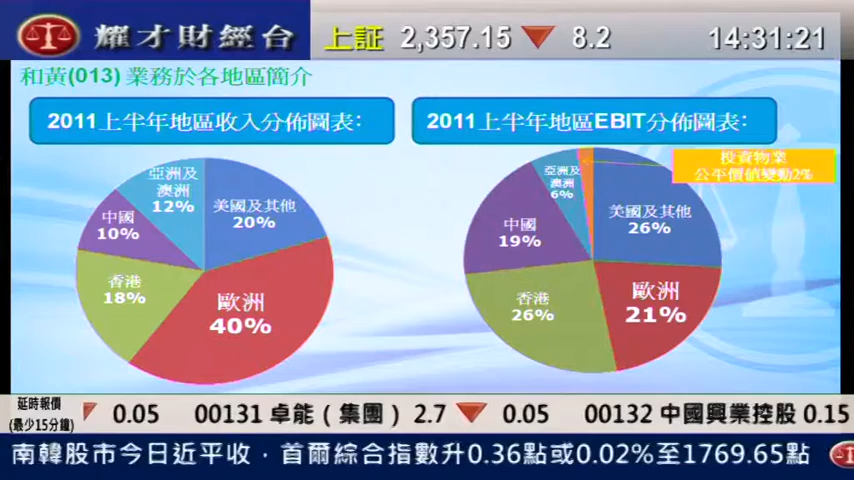 耀才財經台
上証 2,357.15 8.2
14:31:21
和黃(013) 業務於各地區簡介
2011上半年地區收入分佈圖表:
亞洲及
澳洲
12%
美國及其他
20%
中國
10%
香港
18%
歐洲
40%
2011上半年地區EBIT分佈圖表:
投資物業
公平價值變動2%
亞洲及
澳洲
6%
美國及其他
26%
中國
19%
香港
26%
歐洲
21%
延時報價
(最少15分鐘)
0.05 00131 卓能（集團） 2.7 0.05 00132 中國興業控股 0.15
南韓股市今日近平收，首爾綜合指數升0.36點或0.02%至1769.65點